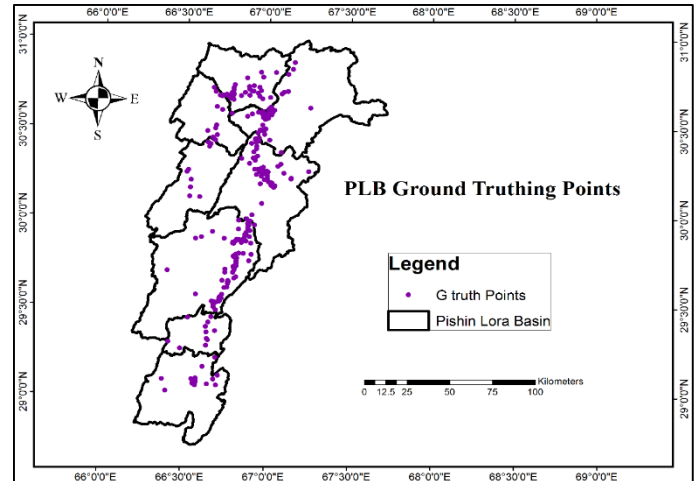 66°0'0"E 66°30'0"E 67°0'0"E 67°30'0"E 68°0'0"E 68°30'0"E 69°0'0"E
31°0'0"N
31°0'0"N
N
W E
S
30°30'0"N
30°30'0"N
PLB Ground Truthing Points
30°0'0"N
30°0'0"N
Legend
G truth Points
Pishin Lora Basin
29°30'0"N
29°30'0"N
Kilometers
0 12.5 25 50 75 100
29°0'0"N
29°0'0"N
66°0'0"E 66°30'0"E 67°0'0"E 67°30'0"E 68°0'0"E 68°30'0"E 69°0'0"E